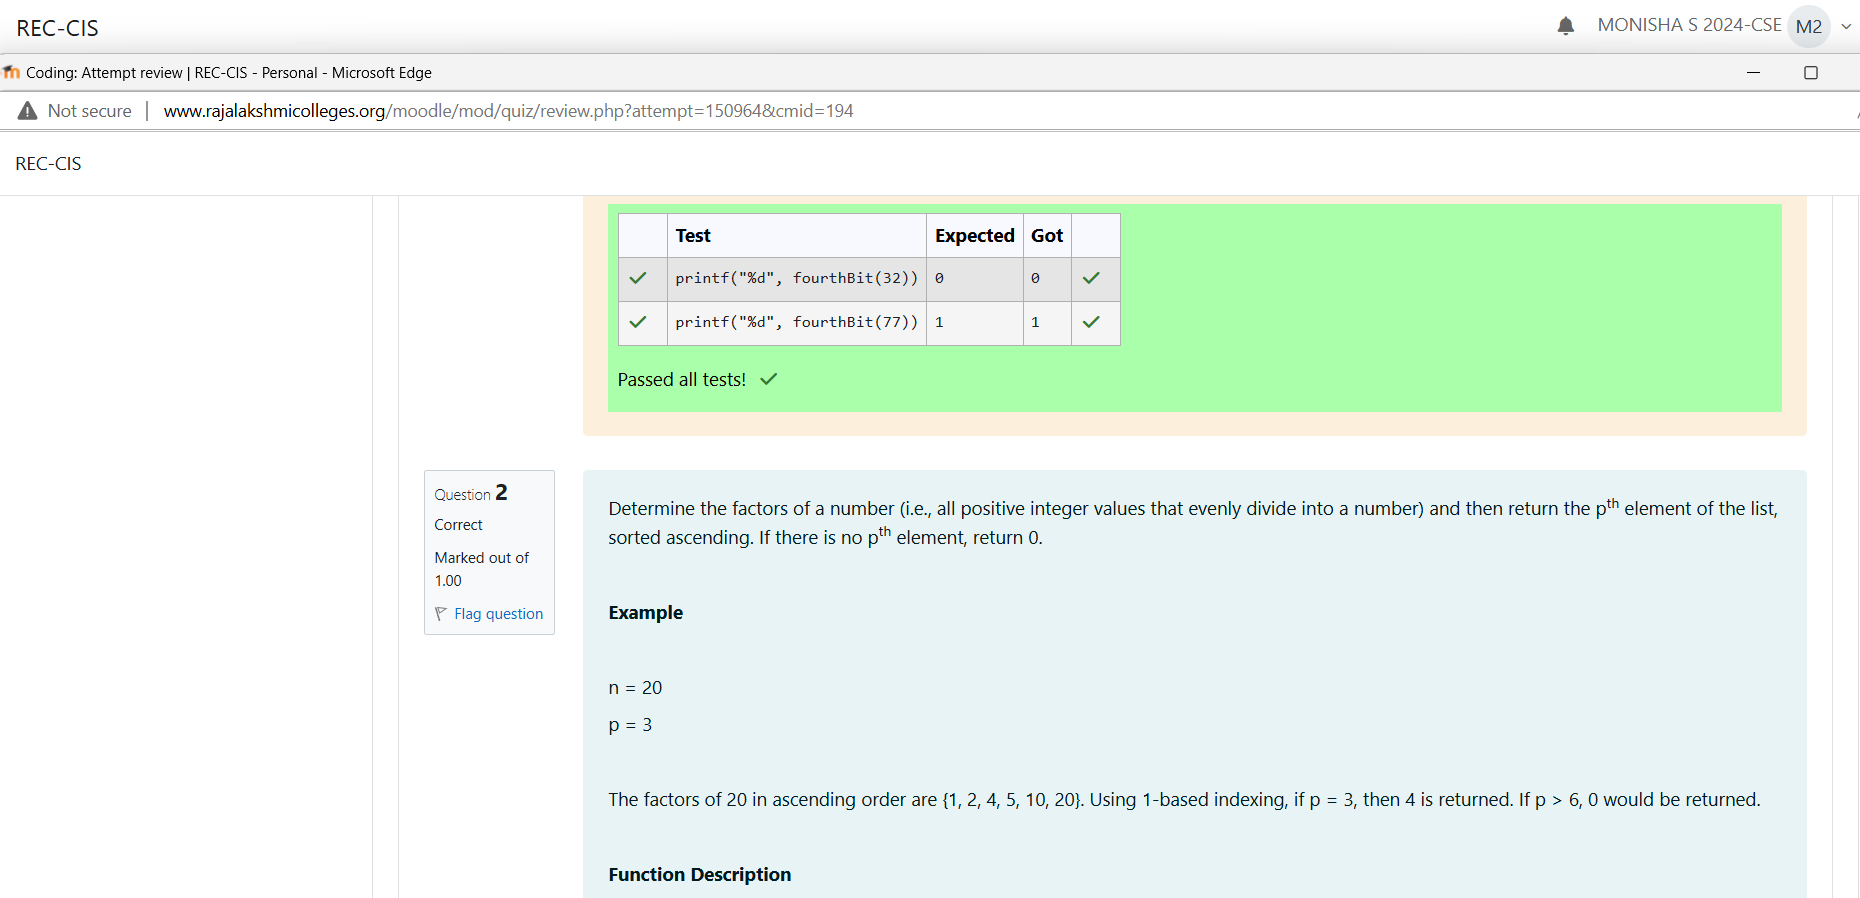 REC-CIS
MONISHA S 2024-CSE M2
Coding: Attempt review | REC-CIS - Personal - Microsoft Edge
Not secure | www.rajalakshmicolleges.org/moodle/mod/quiz/review.php?attempt=150964&cmid=194
REC-CIS
Test Expected Got
printf("%d", fourthBit(32)) 0 0
printf("%d", fourthBit(77)) 1 1
Passed all tests!
Question 2
Correct
Marked out of
1.00
Flag question
Determine the factors of a number (i.e., all positive integer values that evenly divide into a number) and then return the pth element of the list,
sorted ascending. If there is no pth element, return 0.
Example
n = 20
p = 3
The factors of 20 in ascending order are {1, 2, 4, 5, 10, 20}. Using 1-based indexing, if p = 3, then 4 is returned. If p > 6, 0 would be returned.
Function Description